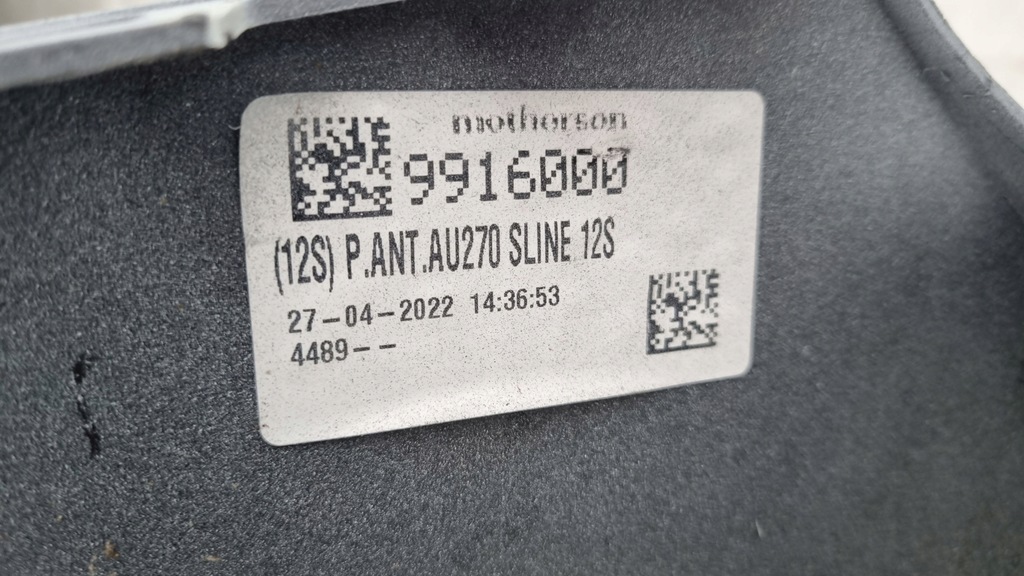 motherson
9916000
(12S) P.ANT.AU270 SLINE 12S
27-04-2022 14:36:53
4489--